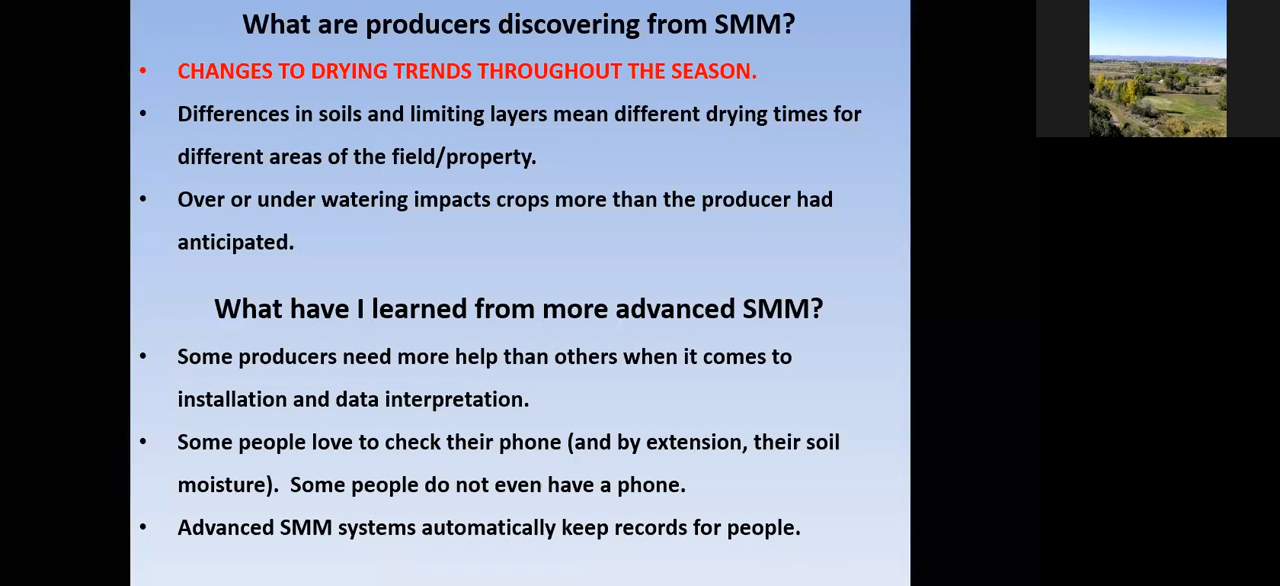 What are producers discovering from SMM?
• CHANGES TO DRYING TRENDS THROUGHOUT THE SEASON.
• Differences in soils and limiting layers mean different drying times for
different areas of the field/property.
• Over or under watering impacts crops more than the producer had
anticipated.
What have I learned from more advanced SMM?
• Some producers need more help than others when it comes to
installation and data interpretation.
• Some people love to check their phone (and by extension, their soil
moisture).  Some people do not even have a phone.
• Advanced SMM systems automatically keep records for people.